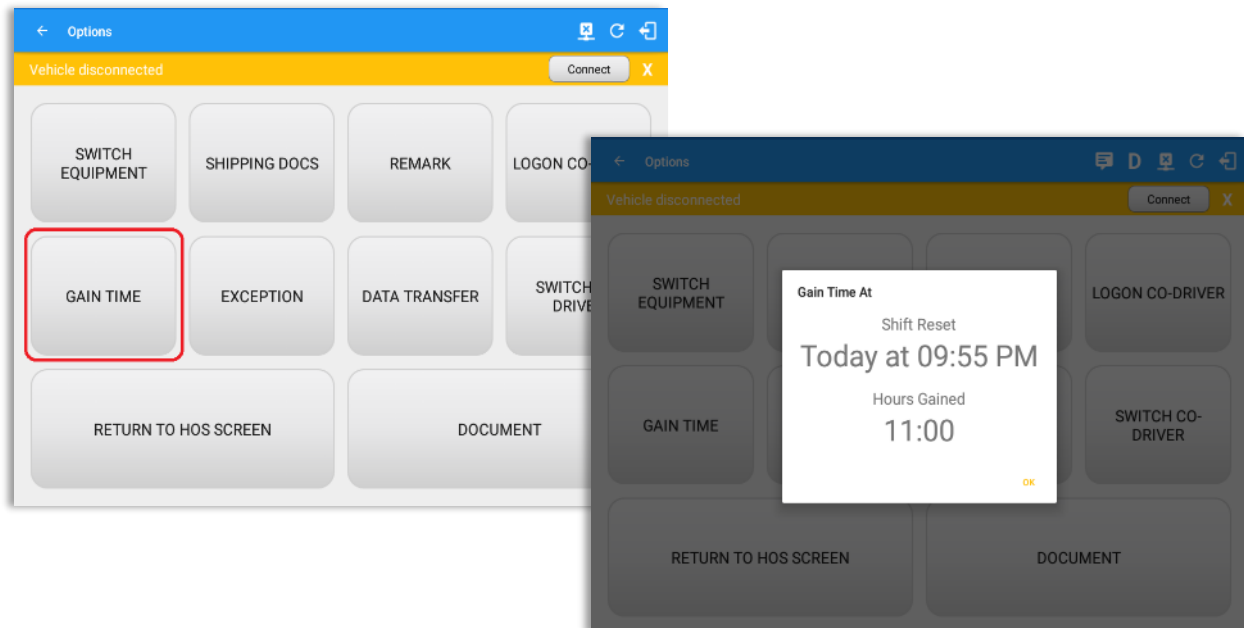 Options
Vehicle disconnected
Connect
X
SWITCH
EQUIPMENT
SHIPPING DOCS
REMARK
LOGON CO-
GAIN TIME
EXCEPTION
DATA TRANSFER
SWITCH
DRIVE
RETURN TO HOS SCREEN
DOCUMENT
Options
D
Vehicle disconnected
Connect
X
SWITCH
EQUIPMENT
LOGON CO-DRIVER
Gain Time At
Shift Reset
Today at 09:55 PM
Hours Gained
11:00
OK
GAIN TIME
SWITCH CO-
DRIVER
RETURN TO HOS SCREEN
DOCUMENT